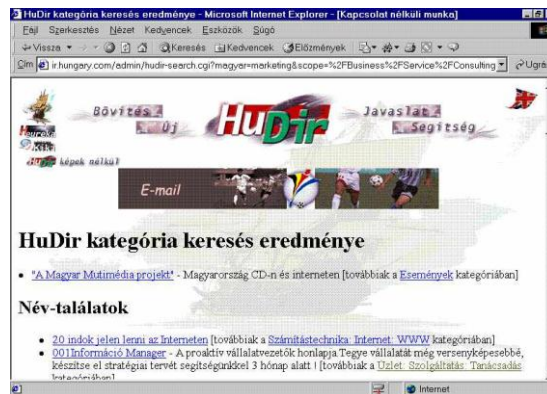 HuDir kategória keresés eredménye - Microsoft Internet Explorer - [Kapcsolat nélküli munka]
Fájl Szerkesztés Nézet Kedvencek Eszközök Súgó
Vissza Keresés Kedvencek Előzmények
Cím ir.hungary.com/admin/hudir-search.cgi?magyar=marketing&scope=%2FBusiness%2FService%2FConsulting Ugrá
Bővítés Új
HuDir
Javaslat Segítség
Heureka
Kika
HuDir képek nélkül
E-mail
HuDir kategória keresés eredménye
"A Magyar Mutimédia projekt" - Magyarország CD-n és interneten [továbbiak a Események kategóriában]
Név-találatok
20 indok jelen lenni az Interneten [továbbiak a Számítástechnika: Internet: WWW kategóriában]
001Információ Manager - A proaktív vállalatvezetők honlapja Tegye vállalatát még versenyképesebbé,
készítse el stratégiai tervét segítségünkkel 3 hónap alatt ! [továbbiak a Üzlet: Szolgáltatás: Tanácsadás
kategóriában]
Internet